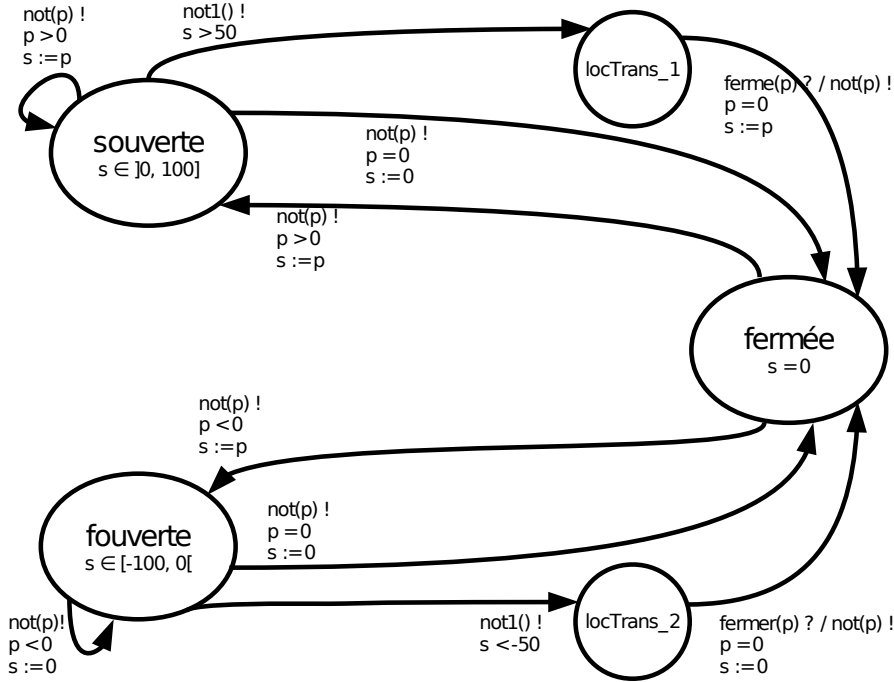 not(p) !
p > 0
s := p
not1() !
s > 50
locTrans_1
ferme(p) ? / not(p) !
p = 0
s := p
souverte
s ∈ ]0, 100]
not(p) !
p = 0
s := 0
not(p) !
p > 0
s := p
fermée
s = 0
not(p) !
p < 0
s := p
fouverte
s ∈ [-100, 0[
not(p) !
p = 0
s := 0
not(p)!
p < 0
s := 0
not1() !
s < -50
locTrans_2
fermer(p) ? / not(p) !
p = 0
s := 0